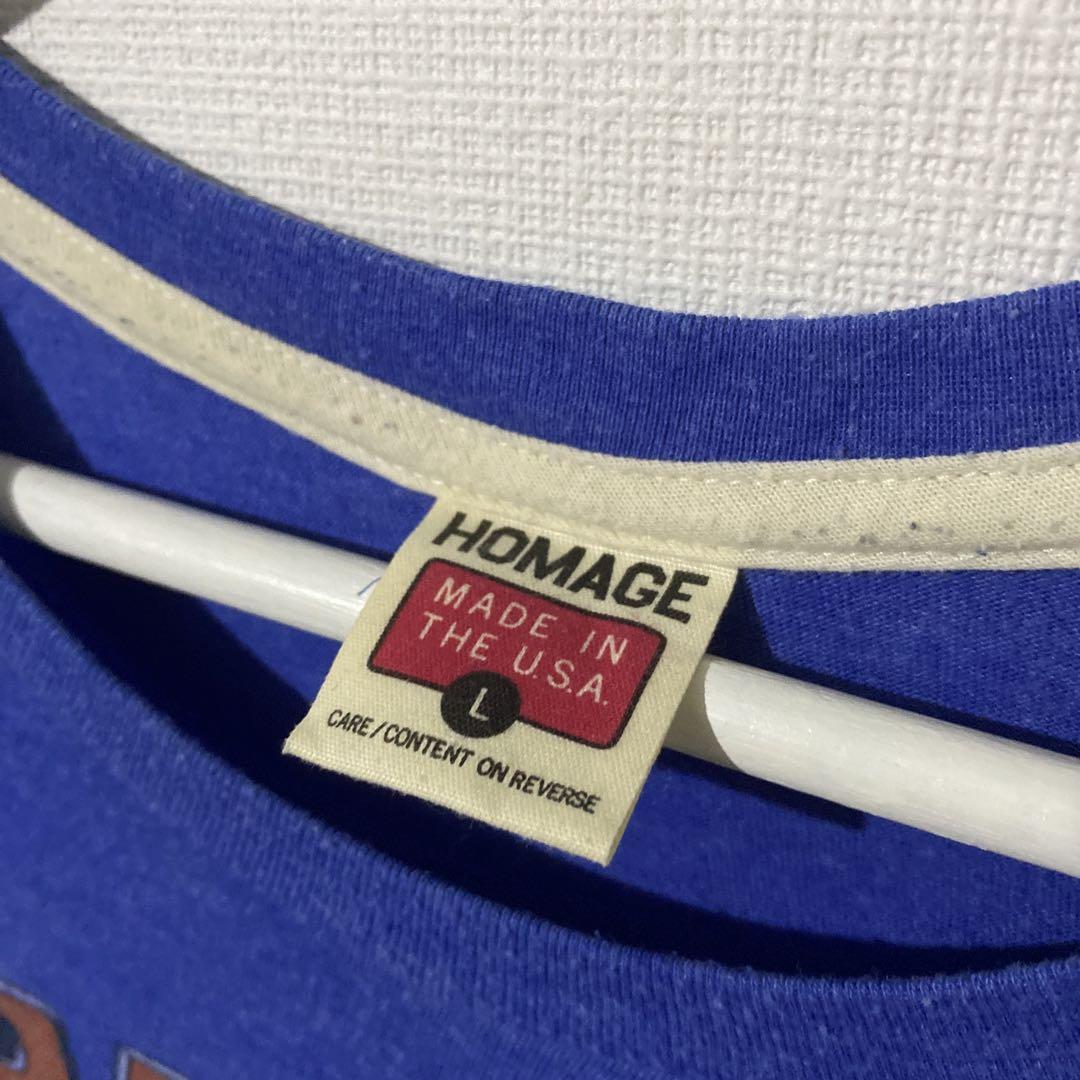 HOMAGE
MADE IN
THE U.S.A.
L
CARE/CONTENT ON REVERSE